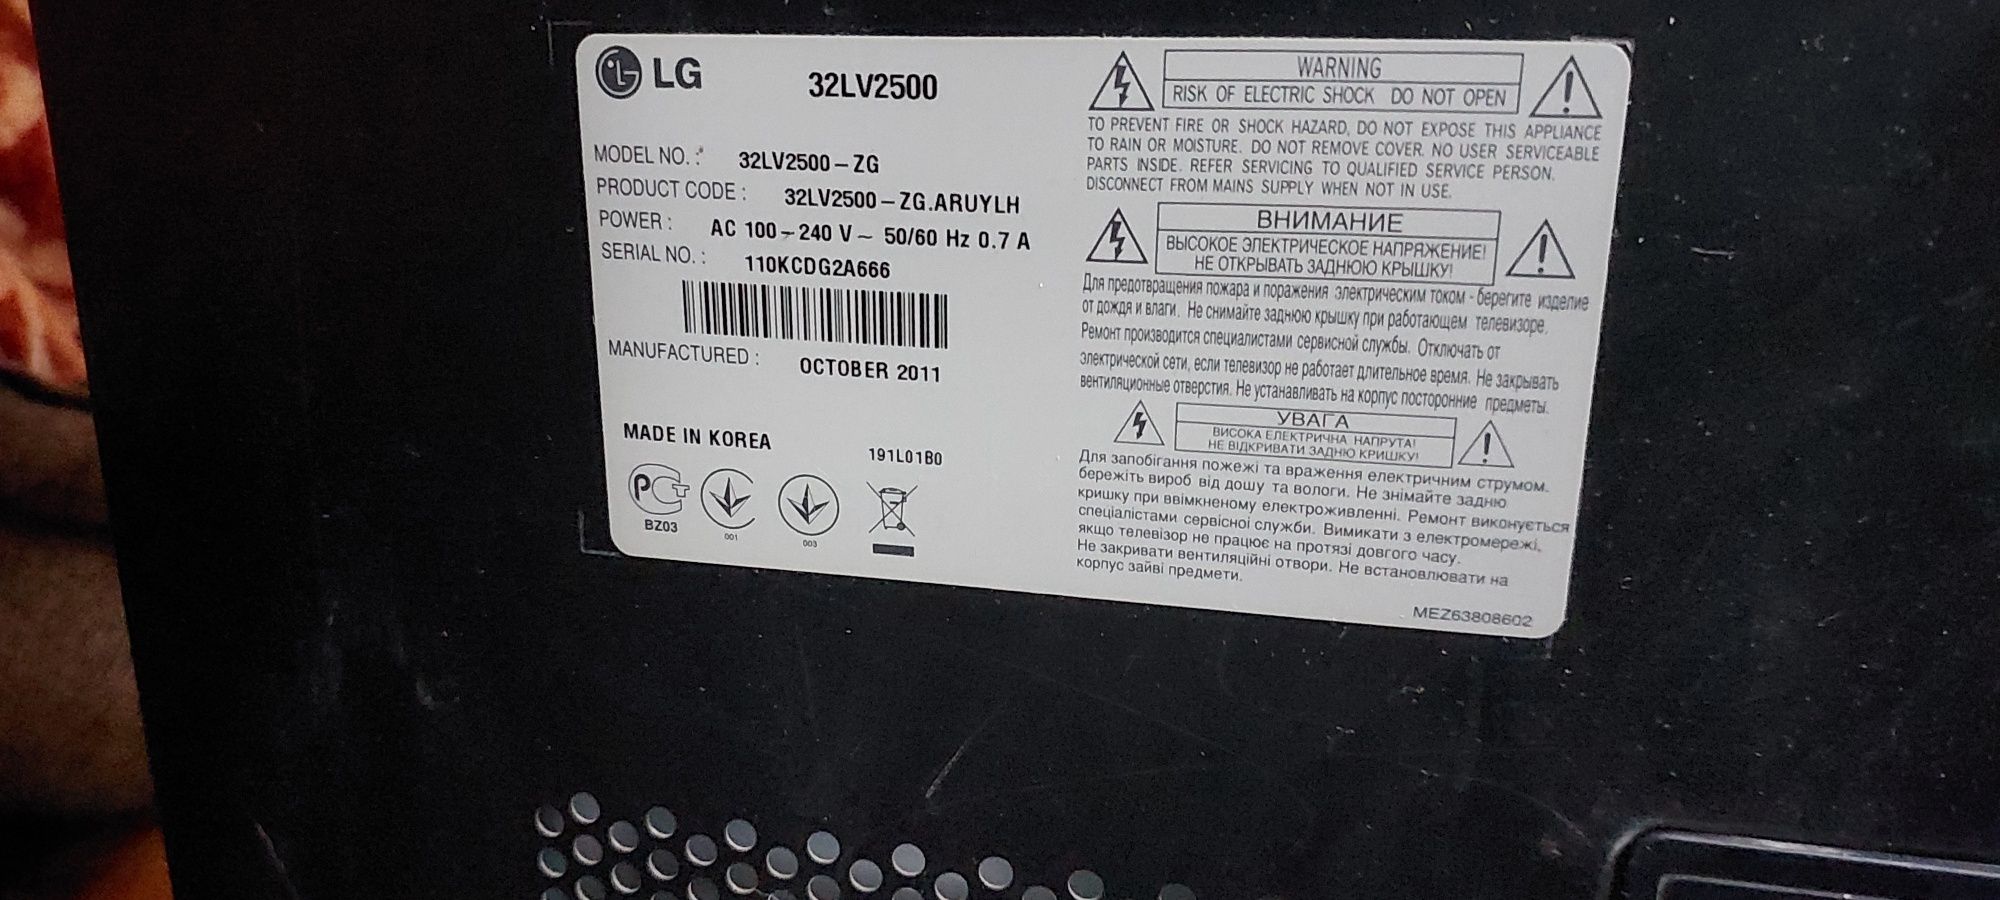 LG 32LV2500
MODEL NO. : 32LV2500-ZG
PRODUCT CODE : 32LV2500-ZG.ARUYLH
POWER : AC 100-240 V~ 50/60 Hz 0.7 A
SERIAL NO. : 110KCDG2A666
MANUFACTURED : OCTOBER 2011
MADE IN KOREA
191L01B0
РСТ
BZ03
001
003
WARNING
RISK OF ELECTRIC SHOCK DO NOT OPEN
TO PREVENT FIRE OR SHOCK HAZARD, DO NOT EXPOSE THIS APPLIANCE
TO RAIN OR MOISTURE. DO NOT REMOVE COVER. NO USER SERVICEABLE
PARTS INSIDE. REFER SERVICING TO QUALIFIED SERVICE PERSON.
DISCONNECT FROM MAINS SUPPLY WHEN NOT IN USE.
ВНИМАНИЕ
ВЫСОКОЕ ЭЛЕКТРИЧЕСКОЕ НАПРЯЖЕНИЕ!
НЕ ОТКРЫВАТЬ ЗАДНЮЮ КРЫШКУ!
Для предотвращения пожара и поражения электрическим током - берегите изделие
от дождя и влаги. Не снимайте заднюю крышку при работающем телевизоре.
Ремонт производится специалистами сервисной службы. Отключать от
электрической сети, если телевизор не работает длительное время. Не закрывать
вентиляционные отверстия. Не устанавливать на корпус посторонние предметы.
УВАГА
ВИСОКА ЕЛЕКТРИЧНА НАПРУГА!
НЕ ВІДКРИВАТИ ЗАДНЮ КРИШКУ!
Для запобігання пожежі та враження електричним струмом.
бережіть вироб від дощу та вологи. Не знімайте задню
кришку при ввімкненому електроживленні. Ремонт виконується
спеціалістами сервісної служби. Вимикати з електромережі,
якщо телевізор не працює на протязі довгого часу.
Не закривати вентиляційні отвори. Не встановлювати на
корпус зайві предмети.
MEZ63808602